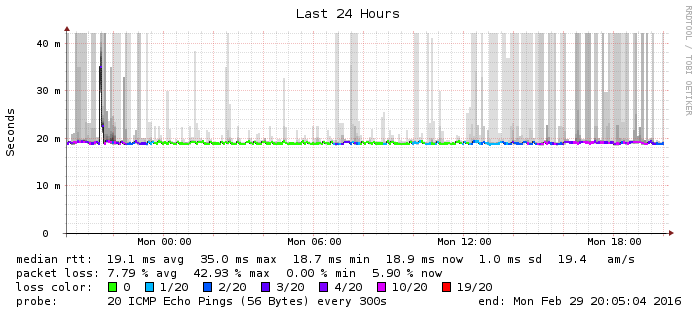 Last 24 Hours
RRDTOOL / TOBI OETIKER
Seconds
40 m
30 m
20 m
10 m
0
Mon 00:00 Mon 06:00 Mon 12:00 Mon 18:00
median rtt: 19.1 ms avg 35.0 ms max 18.7 ms min 18.9 ms now 1.0 ms sd 19.4 am/s
packet loss: 7.79 % avg 42.93 % max 0.00 % min 5.90 % now
loss color: 0 1/20 2/20 3/20 4/20 10/20 19/20
probe: 20 ICMP Echo Pings (56 Bytes) every 300s end: Mon Feb 29 20:05:04 2016